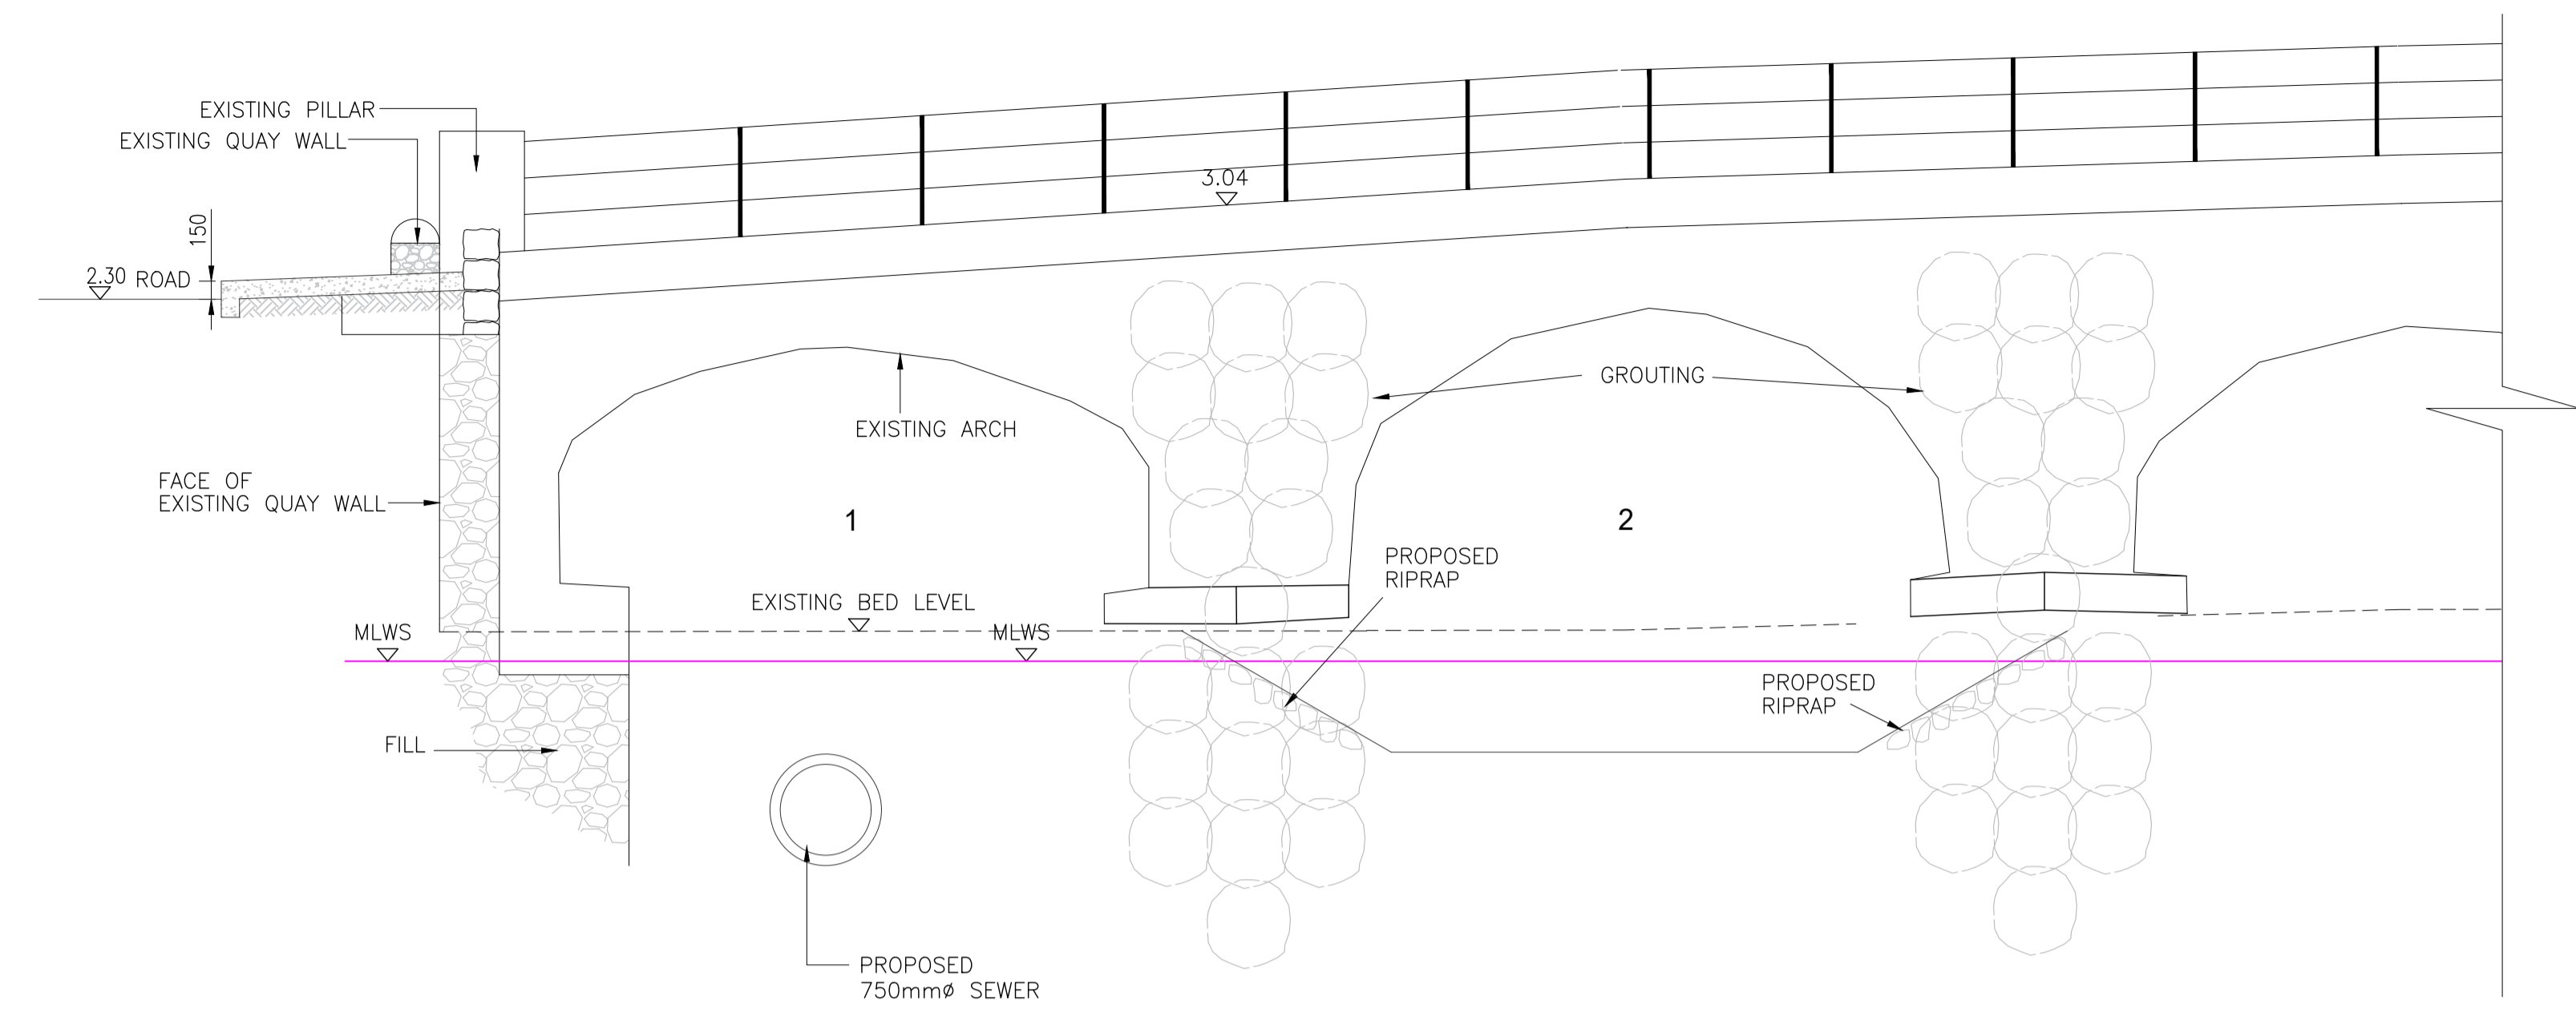 EXISTING PILLAR
EXISTING QUAY WALL
3.04
150
2.30 ROAD
GROUTING
EXISTING ARCH
FACE OF
EXISTING QUAY WALL
1
2
PROPOSED
RIPRAP
EXISTING BED LEVEL
MLWS
MLWS
PROPOSED
RIPRAP
FILL
PROPOSED
750mmø SEWER